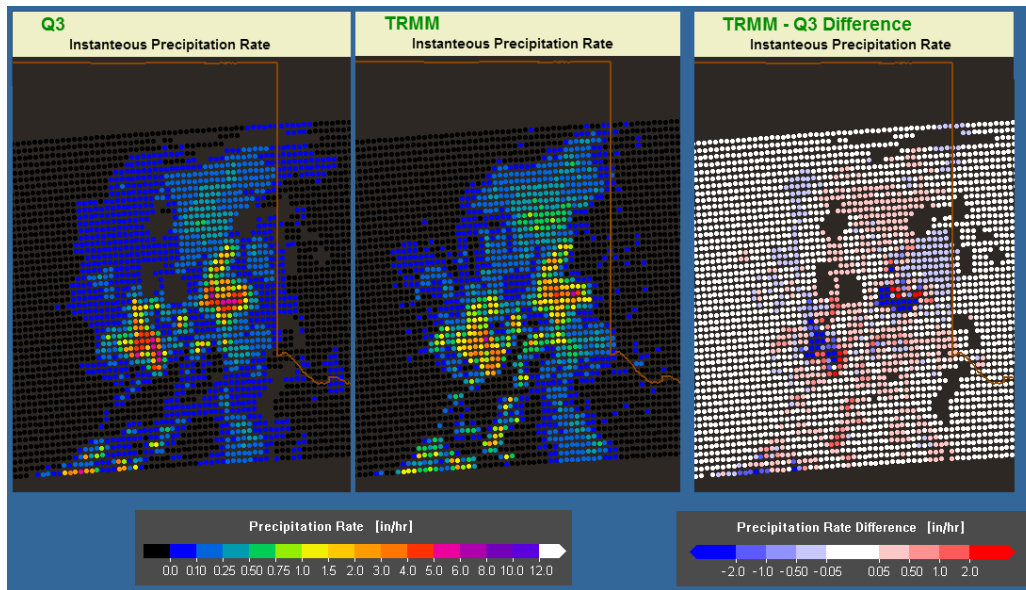 Q3
Instanteous Precipitation Rate
TRMM
Instanteous Precipitation Rate
TRMM - Q3 Difference
Instanteous Precipitation Rate
Precipitation Rate [in/hr]
0.0 0.10 0.25 0.50 0.75 1.0 1.5 2.0 3.0 4.0 5.0 6.0 8.0 10.0 12.0
Precipitation Rate Difference [in/hr]
-2.0 -1.0 -0.50 -0.05 0.05 0.50 1.0 2.0